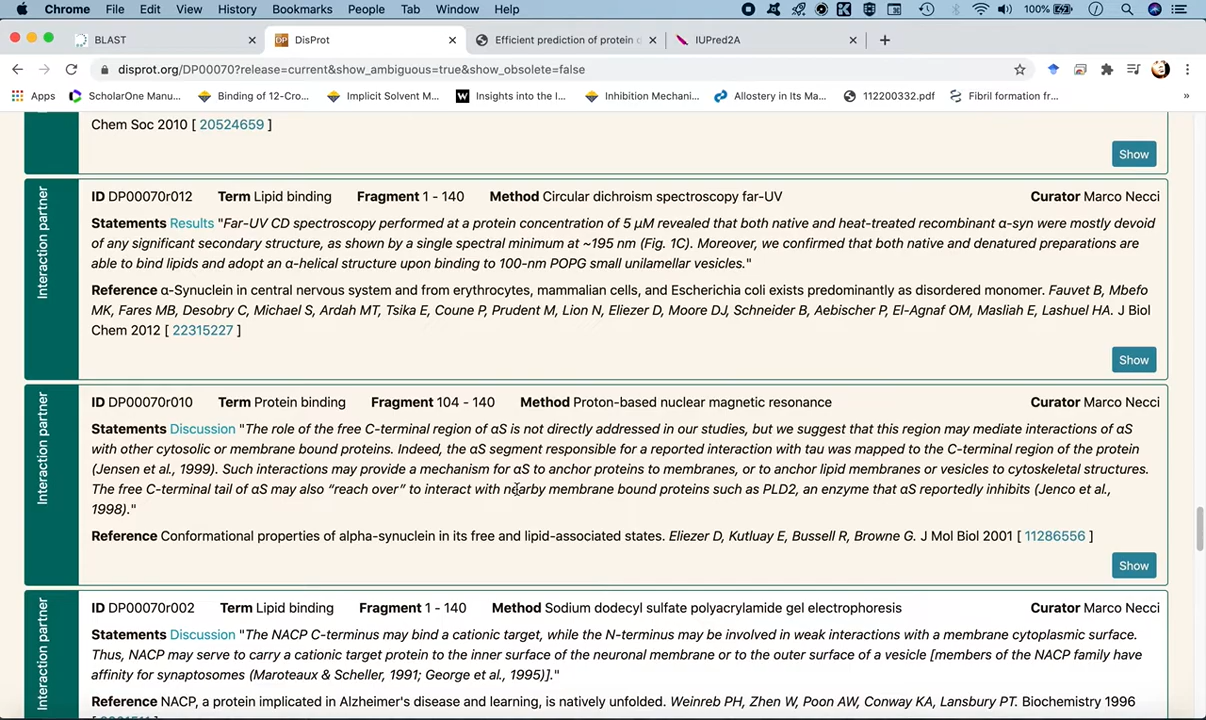 Chrome File Edit View History Bookmarks People Tab Window Help 100%
BLAST DisProt Efficient prediction of protein IUPred2A
disprot.org/DP00070?release=current&show_ambiguous=true&show_obsolete=false
Apps ScholarOne Manu... Binding of 12-Cro... Implicit Solvent M... Insights into the I... Inhibition Mechani... Allostery in Its Ma... 112200332.pdf Fibril formation fr... »
Chem Soc 2010 [ 20524659 ]
Show
Interaction partner
ID DP00070r012 Term Lipid binding Fragment 1 - 140 Method Circular dichroism spectroscopy far-UV Curator Marco Necci
Statements Results "Far-UV CD spectroscopy performed at a protein concentration of 5 μM revealed that both native and heat-treated recombinant α-syn were mostly devoid
of any significant secondary structure, as shown by a single spectral minimum at ~195 nm (Fig. 1C). Moreover, we confirmed that both native and denatured preparations are
able to bind lipids and adopt an α-helical structure upon binding to 100-nm POPG small unilamellar vesicles."
Reference α-Synuclein in central nervous system and from erythrocytes, mammalian cells, and Escherichia coli exists predominantly as disordered monomer. Fauvet B, Mbefo
MK, Fares MB, Desobry C, Michael S, Ardah MT, Tsika E, Coune P, Prudent M, Lion N, Eliezer D, Moore DJ, Schneider B, Aebischer P, El-Agnaf OM, Masliah E, Lashuel HA. J Biol
Chem 2012 [ 22315227 ]
Show
Interaction partner
ID DP00070r010 Term Protein binding Fragment 104 - 140 Method Proton-based nuclear magnetic resonance Curator Marco Necci
Statements Discussion "The role of the free C-terminal region of αS is not directly addressed in our studies, but we suggest that this region may mediate interactions of αS
with other cytosolic or membrane bound proteins. Indeed, the αS segment responsible for a reported interaction with tau was mapped to the C-terminal region of the protein
(Jensen et al., 1999). Such interactions may provide a mechanism for αS to anchor proteins to membranes, or to anchor lipid membranes or vesicles to cytoskeletal structures.
The free C-terminal tail of αS may also “reach over” to interact with nearby membrane bound proteins such as PLD2, an enzyme that αS reportedly inhibits (Jenco et al.,
1998)."
Reference Conformational properties of alpha-synuclein in its free and lipid-associated states. Eliezer D, Kutluay E, Bussell R, Browne G. J Mol Biol 2001 [ 11286556 ]
Show
Interaction partner
ID DP00070r002 Term Lipid binding Fragment 1 - 140 Method Sodium dodecyl sulfate polyacrylamide gel electrophoresis Curator Marco Necci
Statements Discussion "The NACP C-terminus may bind a cationic target, while the N-terminus may be involved in weak interactions with a membrane cytoplasmic surface.
Thus, NACP may serve to carry a cationic target protein to the inner surface of the neuronal membrane or to the outer surface of a vesicle [members of the NACP family have
affinity for synaptosomes (Maroteaux & Scheller, 1991; George et al., 1995)]."
Reference NACP, a protein implicated in Alzheimer's disease and learning, is natively unfolded. Weinreb PH, Zhen W, Poon AW, Conway KA, Lansbury PT. Biochemistry 1996